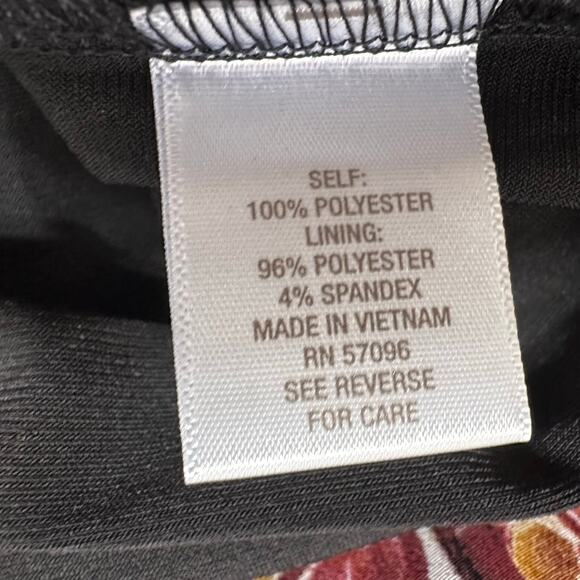 SELF:
100% POLYESTER
LINING:
96% POLYESTER
4% SPANDEX
MADE IN VIETNAM
RN 57096
SEE REVERSE
FOR CARE